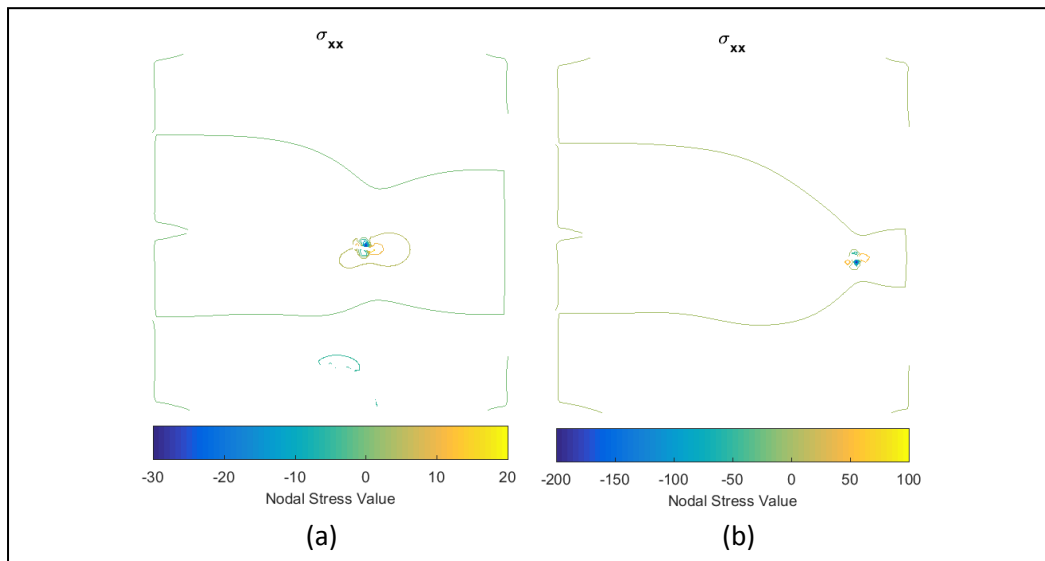 σxx
σxx
-30 -20 -10 0 10 20
-200 -150 -100 -50 0 50 100
Nodal Stress Value
Nodal Stress Value
(a)
(b)